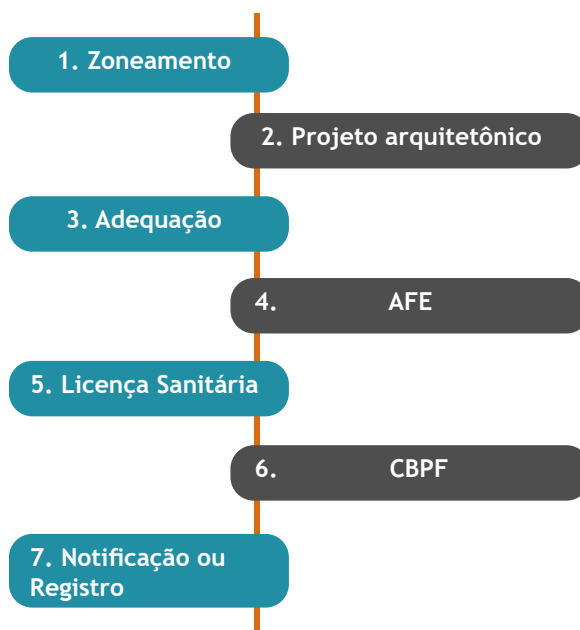 1. Zoneamento
2. Projeto arquitetônico
3. Adequação
4. AFE
5. Licença Sanitária
6. CBPF
7. Notificação ou
Registro